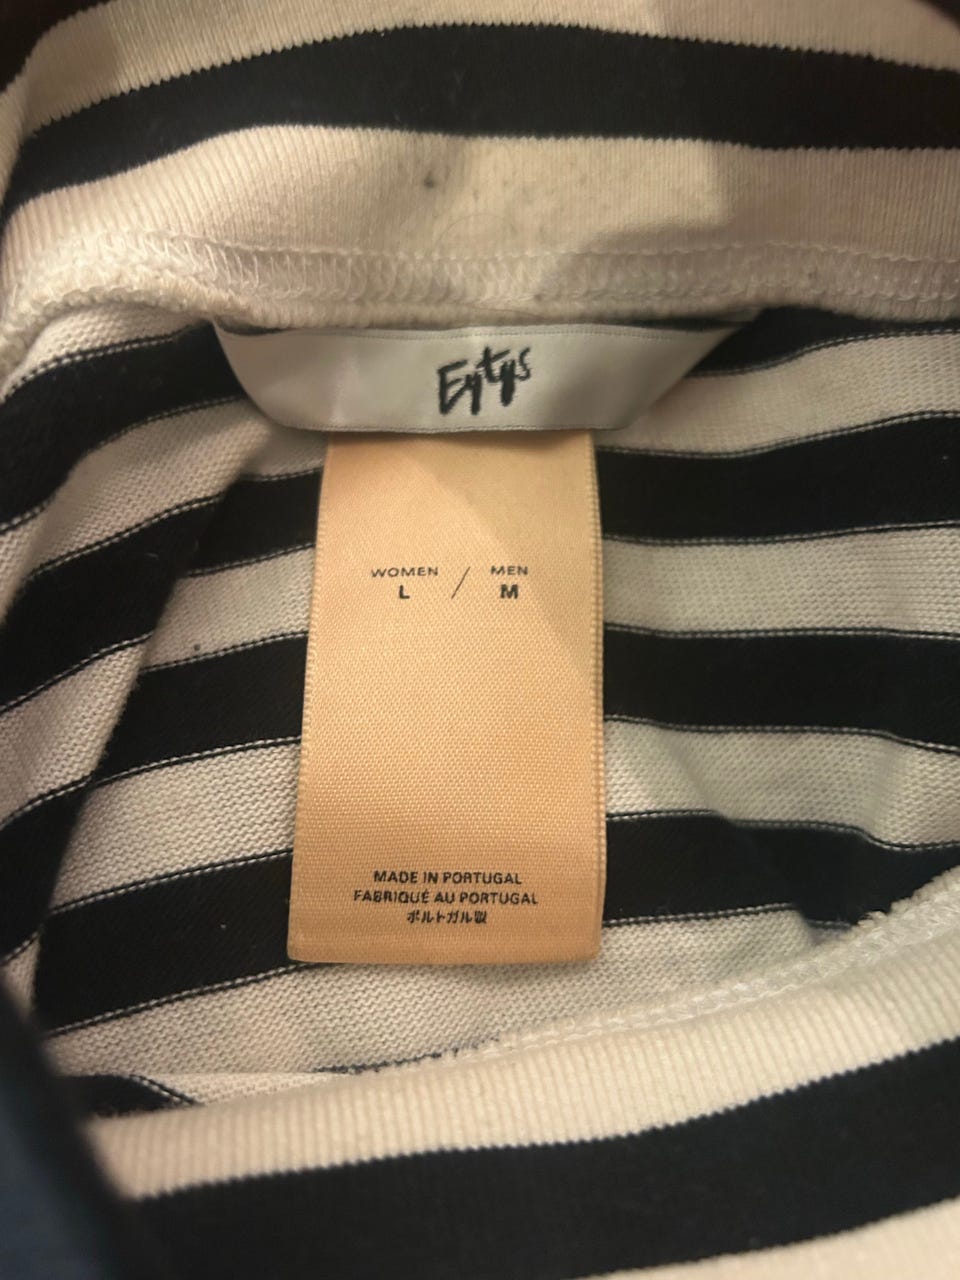 Eytys
WOMEN / MEN
L M
MADE IN PORTUGAL
FABRIQUÉ AU PORTUGAL
ポルトガル製